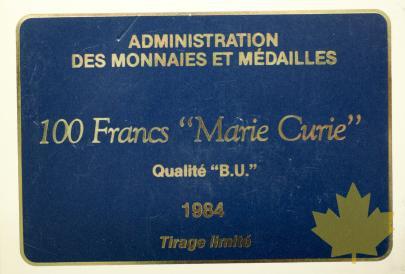 ADMINISTRATION
DES MONNAIES ET MÉDAILLES
100 Francs "Marie Curie"
Qualité "B.U."
1984
Tirage limité